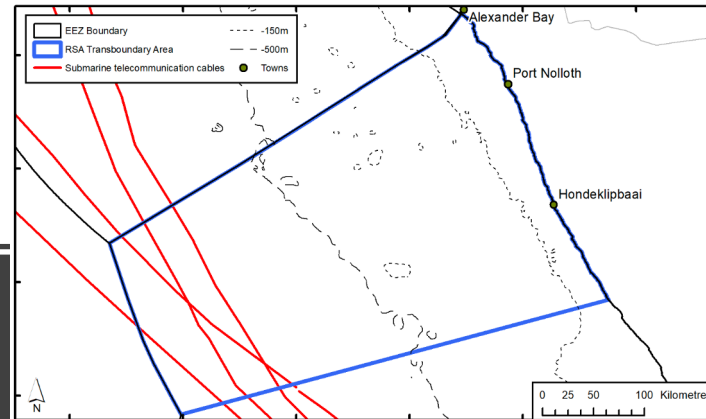 Alexander Bay
EEZ Boundary
-150m
RSA Transboundary Area
-500m
Submarine telecommunication cables
Towns
Port Nolloth
Hondeklipbaai
N
Kilometre
0 25 50 100